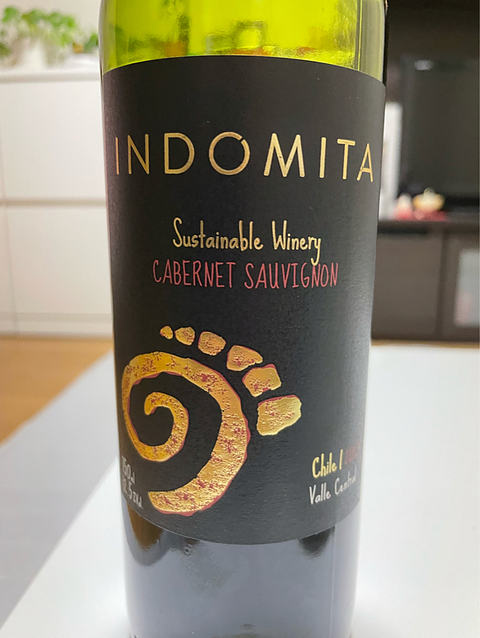 INDOMITA
Sustainable Winery
CABERNET SAUVIGNON
Chile |
Valle Central